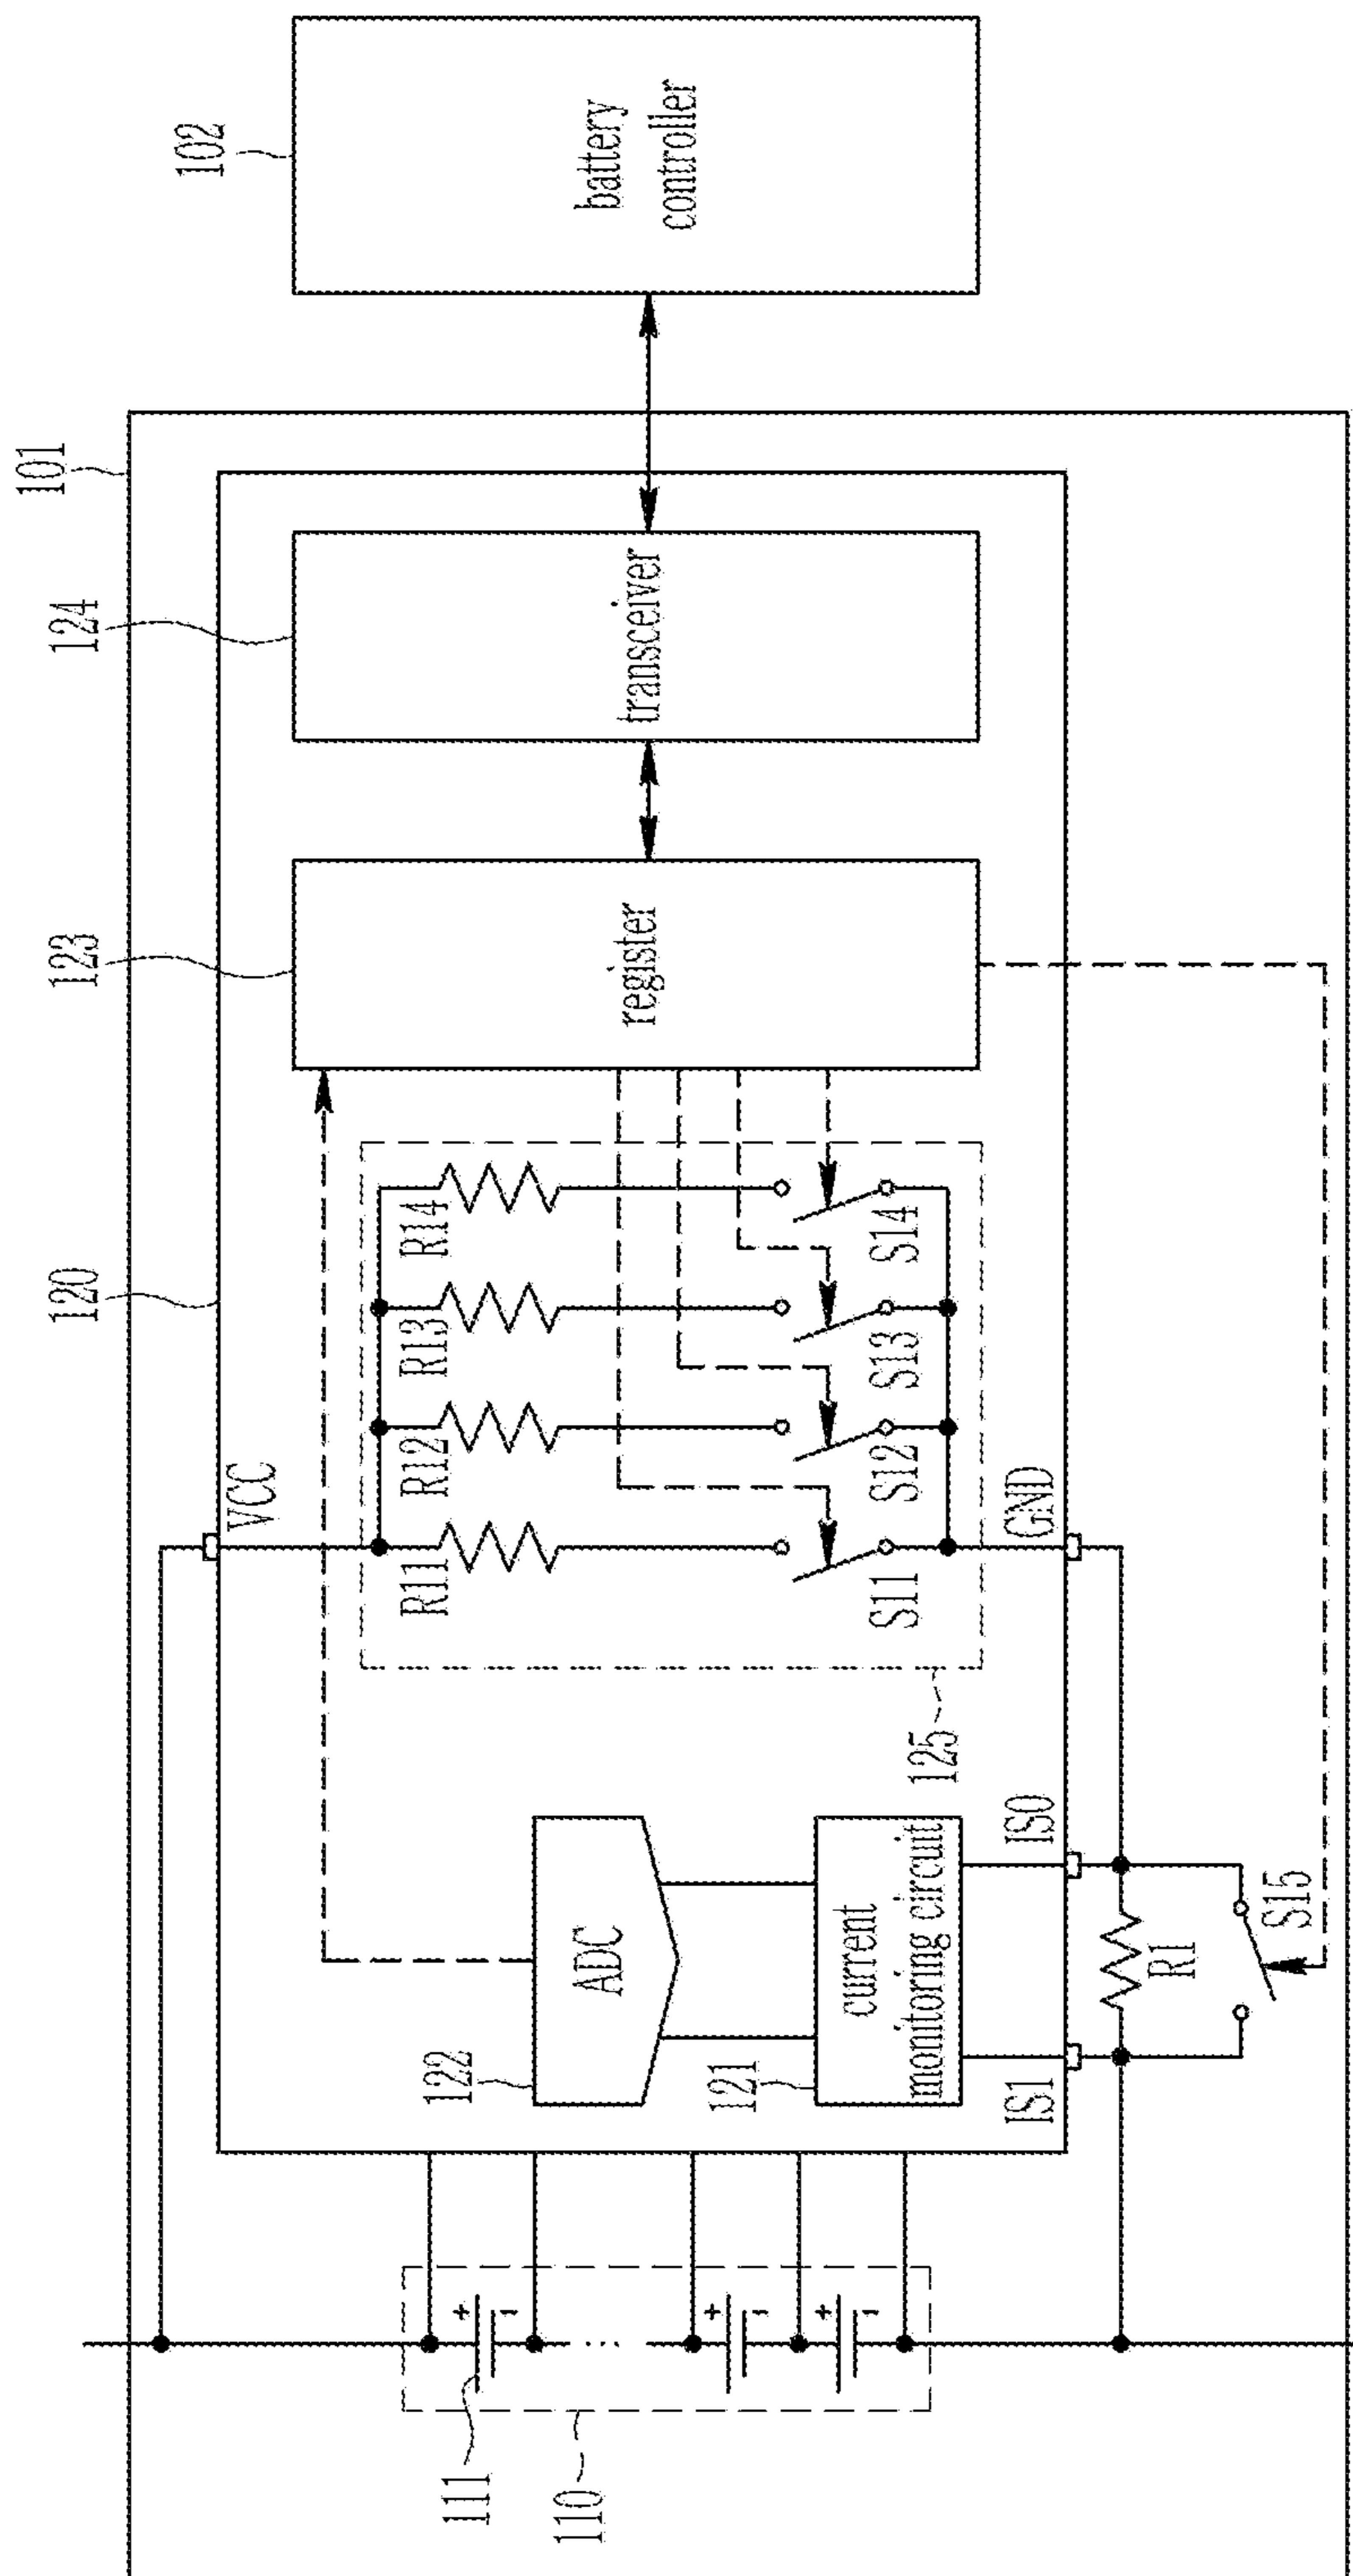 101
102
battery
controller
120
123
124
VCC
register
transceiver
111
110
122
ADC
121
current
monitoring circuit
125
R11
R12
R13
R14
S11
S12
S13
S14
IS1
IS0
GND
R1
S15
+
-
+
-
+
-